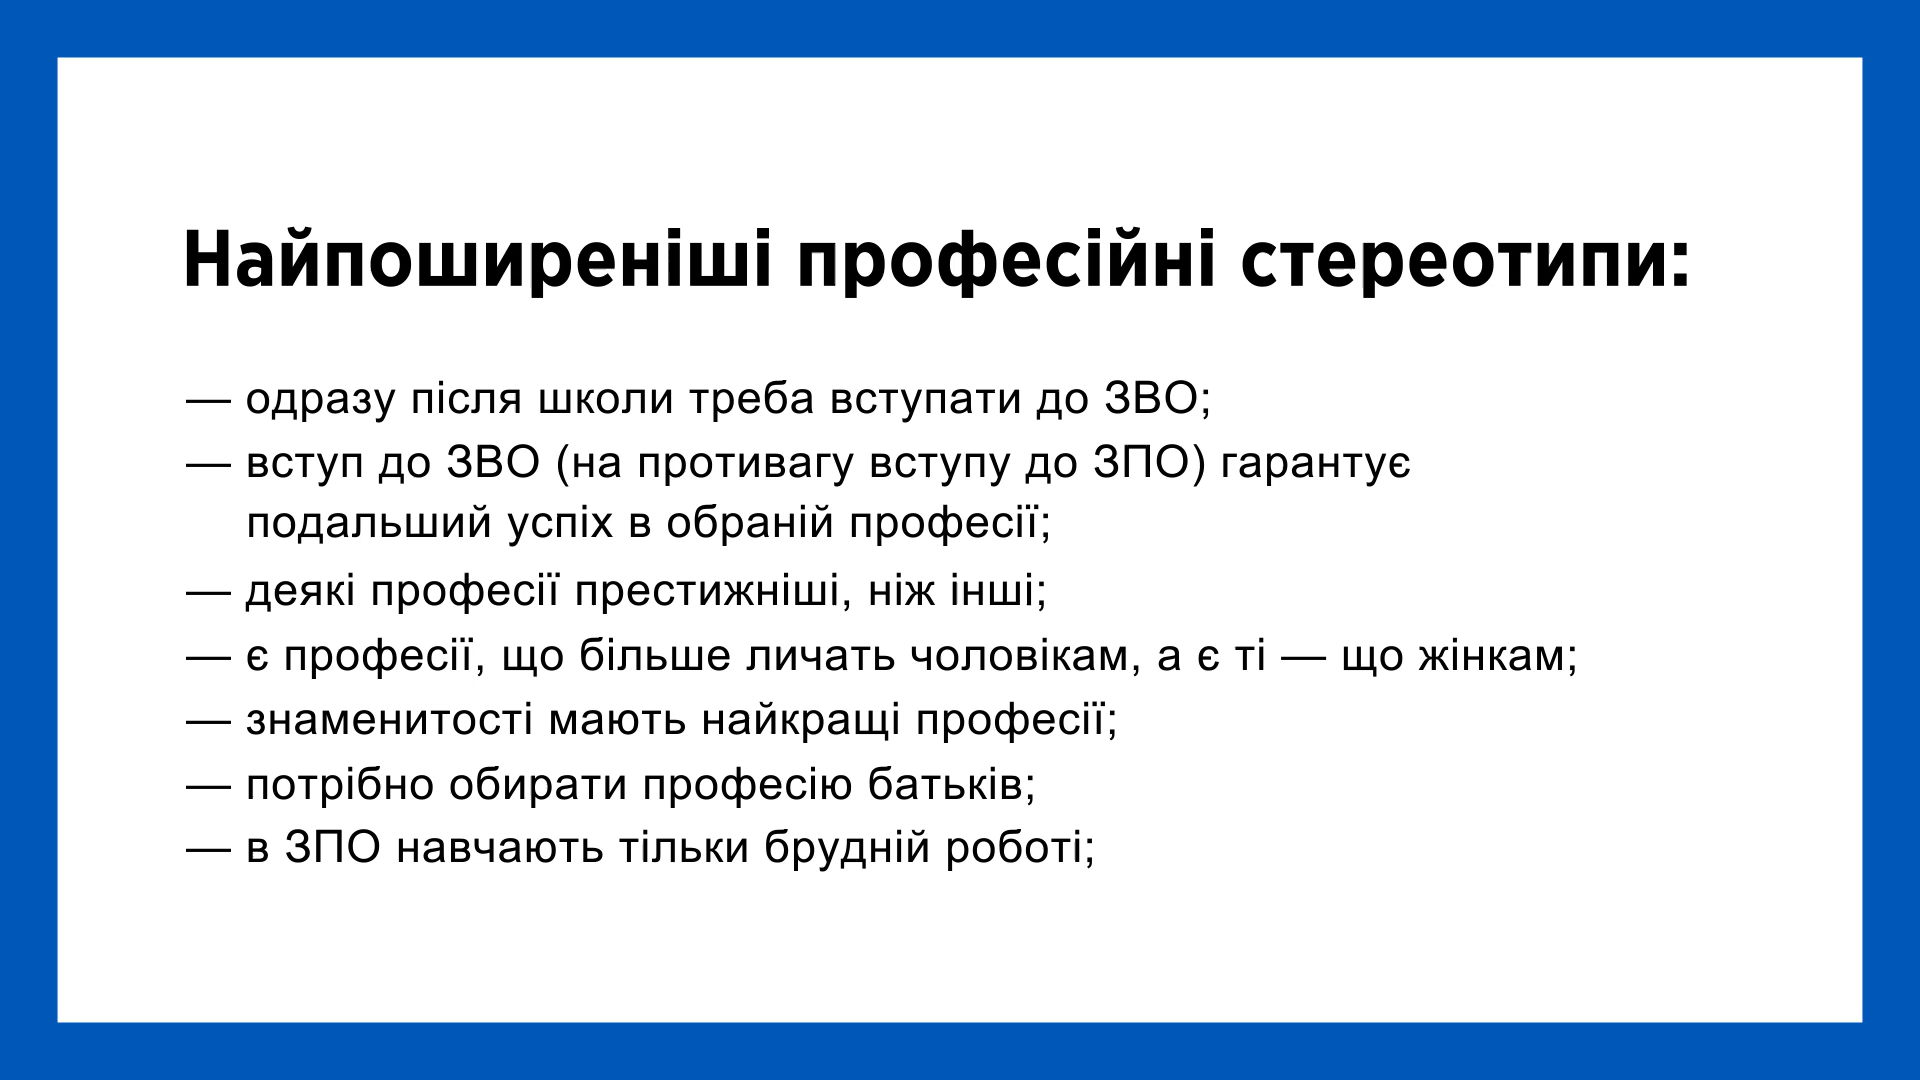 Найпоширеніші професійні стереотипи:
— одразу після школи треба вступати до ЗВО;
— вступ до ЗВО (на противагу вступу до ЗПО) гарантує
подальший успіх в обраній професії;
— деякі професії престижніші, ніж інші;
— є професії, що більше личать чоловікам, а є ті — що жінкам;
— знаменитості мають найкращі професії;
— потрібно обирати професію батьків;
— в ЗПО навчають тільки брудній роботі;